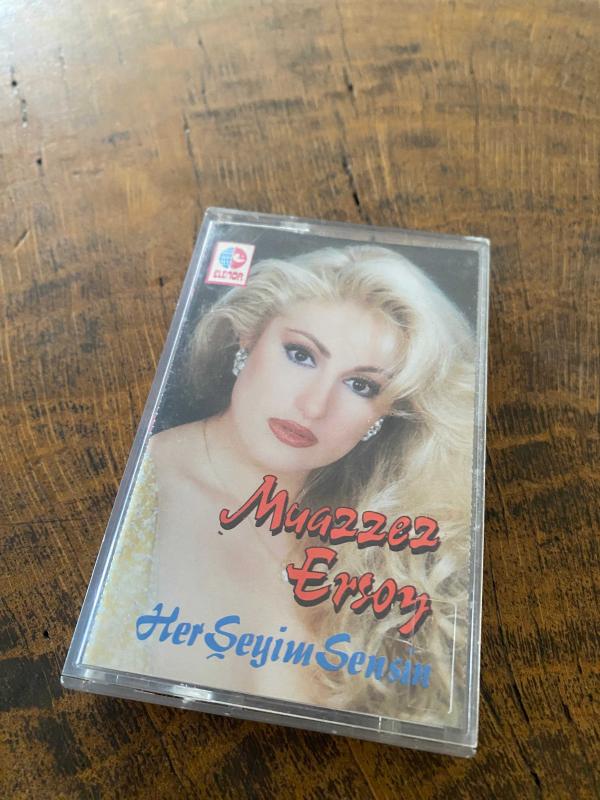 ELENOR
Muazzez
Ersoy
Her Şeyim Sensin